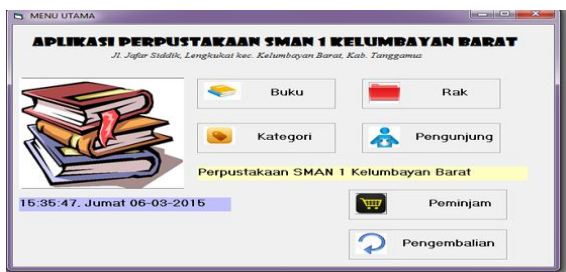 MENU UTAMA
APLIKASI PERPUSTAKAAN SMAN 1 KELUMBAYAN BARAT
Jl. Jafar Siddik, Lengkukai kec. Kelumbayan Barat, Kab. Tanggamus
Buku
Rak
Kategori
Pengunjung
Perpustakaan SMAN 1 Kelumbayan Barat
15:35:47, Jumat 06-03-2015
Peminjam
Pengembalian